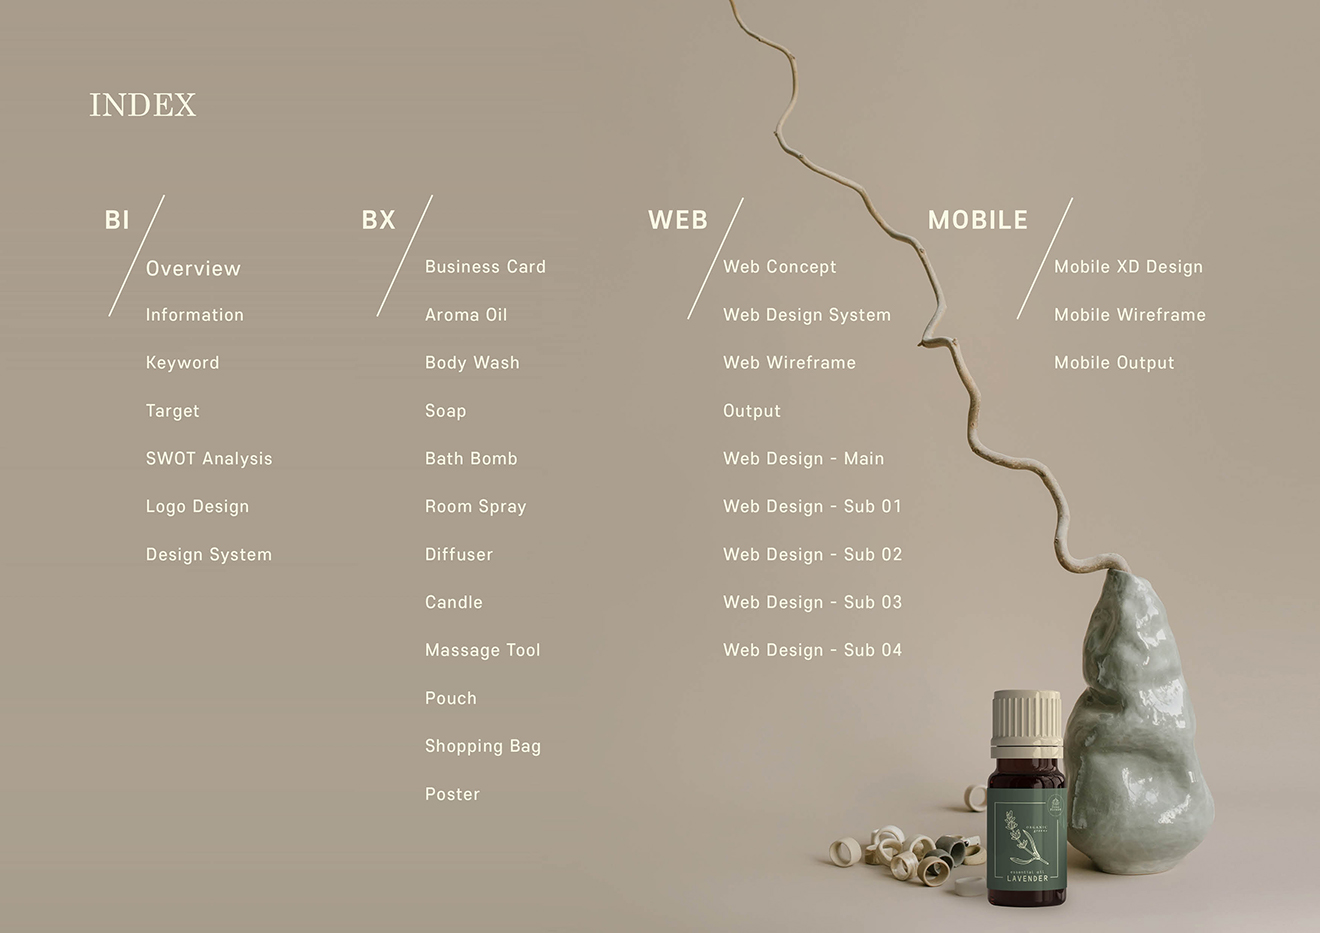 INDEX
BI
Overview
Information
Keyword
Target
SWOT Analysis
Logo Design
Design System
BX
Business Card
Aroma Oil
Body Wash
Soap
Bath Bomb
Room Spray
Diffuser
Candle
Massage Tool
Pouch
Shopping Bag
Poster
WEB
Web Concept
Web Design System
Web Wireframe
Output
Web Design - Main
Web Design - Sub 01
Web Design - Sub 02
Web Design - Sub 03
Web Design - Sub 04
MOBILE
Mobile XD Design
Mobile Wireframe
Mobile Output
ORGANIC
essential oil
LAVENDER